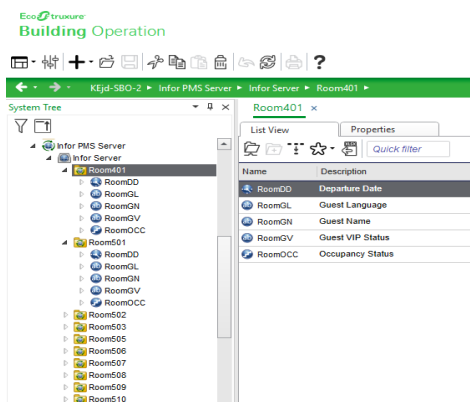 EcoStruxure
Building Operation
KEjd-SBO-2 Infor PMS Server Infor Server Room401
System Tree
Room401
List View Properties
Quick filter
Name Description
RoomDD Departure Date
RoomGL Guest Language
RoomGN Guest Name
RoomGV Guest VIP Status
RoomOCC Occupancy Status
Infor PMS Server
Infor Server
Room401
RoomDD
RoomGL
RoomGN
RoomGV
RoomOCC
Room501
RoomDD
RoomGL
RoomGN
RoomGV
RoomOCC
Room502
Room503
Room505
Room506
Room507
Room508
Room509
Room510